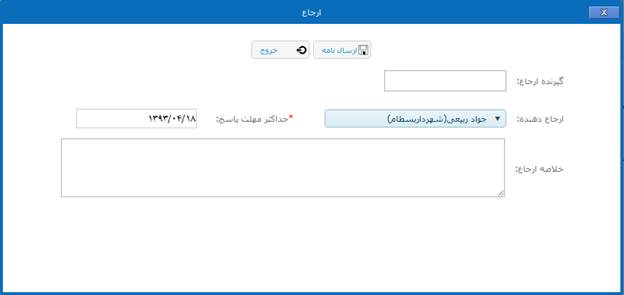 ارجاع
X
ارسال نامه
خروج
گیرنده ارجاع:
ارجاع دهنده: جواد ربیعی(شهرداربسطام) *حداکثر مهلت پاسخ: ۱۳۹۳/۰۴/۱۸
خلاصه ارجاع: